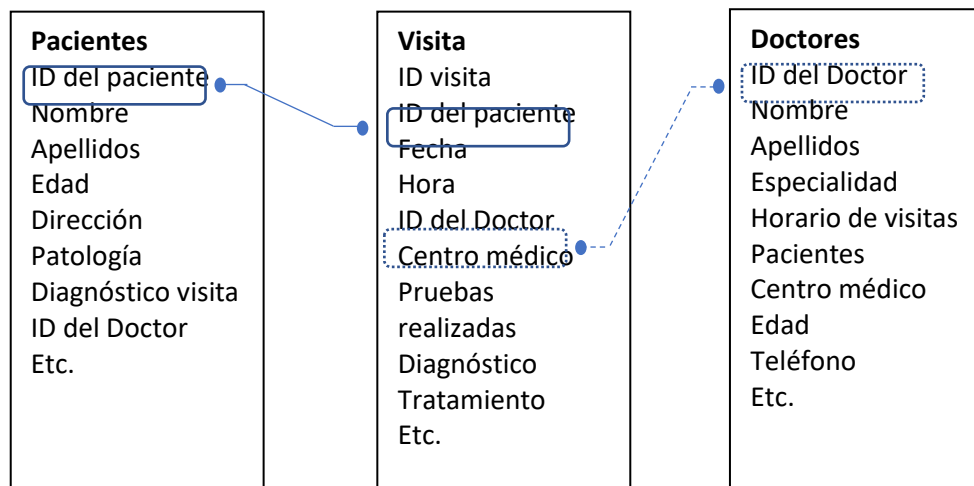 Pacientes
ID del paciente
Nombre
Apellidos
Edad
Dirección
Patología
Diagnóstico visita
ID del Doctor
Etc.
Visita
ID visita
ID del paciente
Fecha
Hora
ID del Doctor
Centro médico
Pruebas
realizadas
Diagnóstico
Tratamiento
Etc.
Doctores
ID del Doctor
Nombre
Apellidos
Especialidad
Horario de visitas
Pacientes
Centro médico
Edad
Teléfono
Etc.